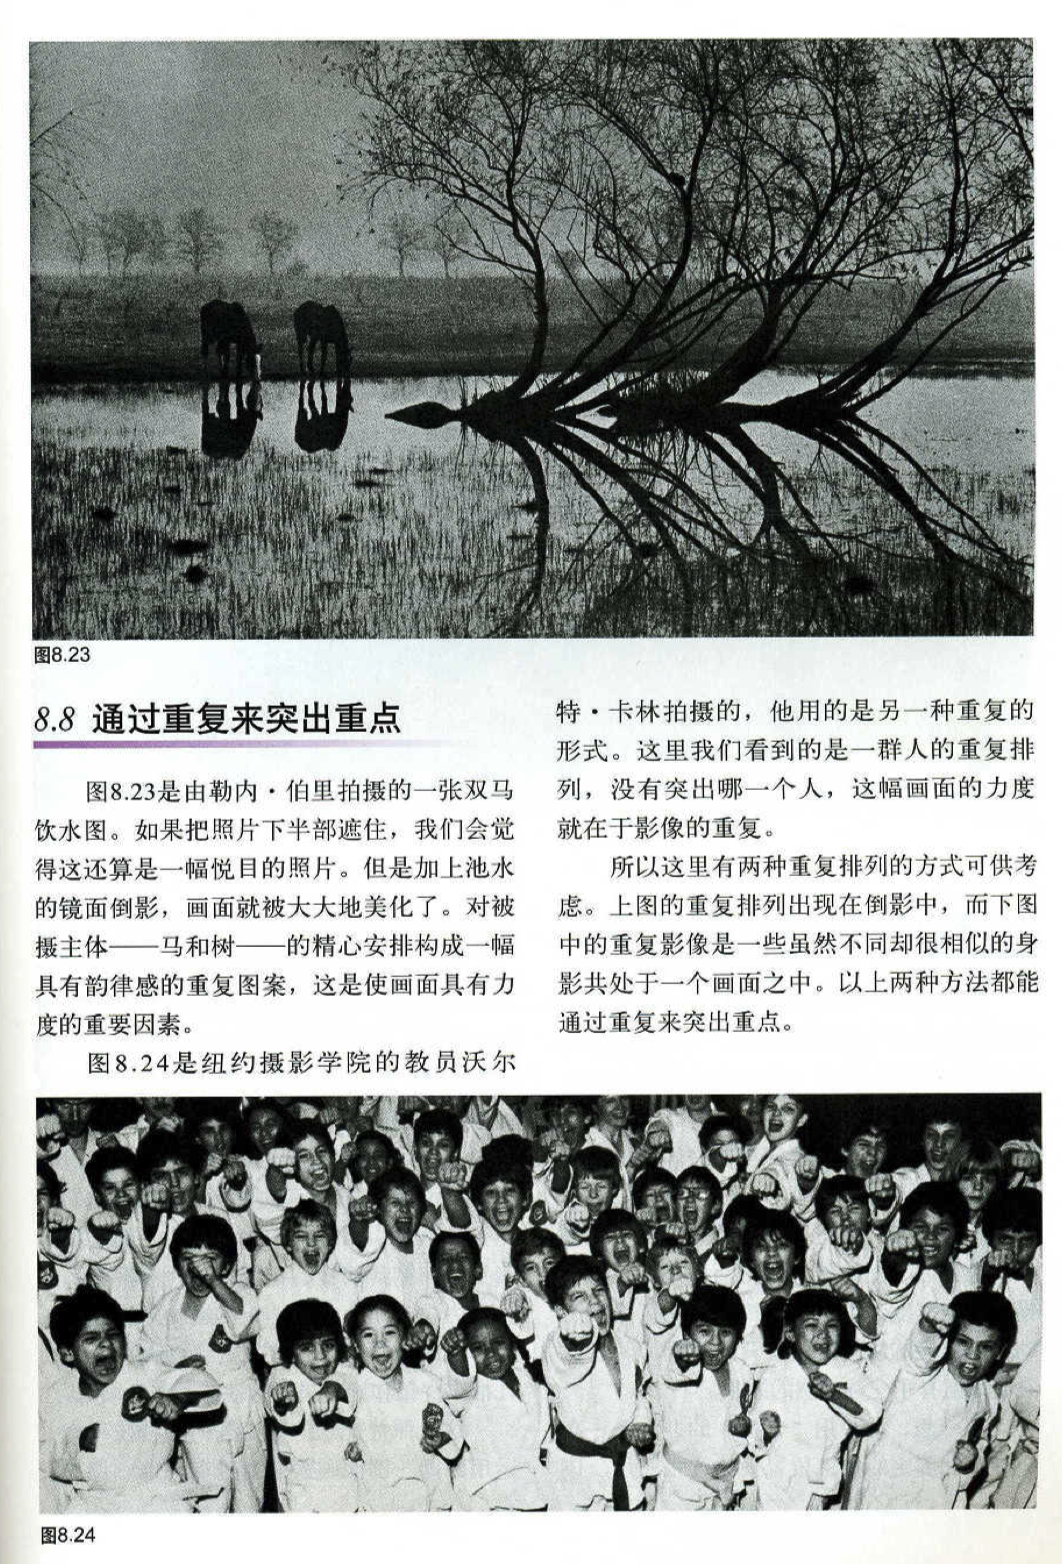 图8.23
8.8 通过重复来突出重点
图8.23是由勒内·伯里拍摄的一张双马
饮水图。如果把照片下半部遮住，我们会觉
得这还算是一幅悦目的照片。但是加上池水
的镜面倒影，画面就被大大地美化了。对被
摄主体——马和树——的精心安排构成一幅
具有韵律感的重复图案，这是使画面具有力
度的重要因素。
图8.24是纽约摄影学院的教员沃尔
特·卡林拍摄的，他用的是另一种重复的
形式。这里我们看到的是一群人的重复排
列，没有突出哪一个人，这幅画面的力度
就在于影像的重复。
所以这里有两种重复排列的方式可供考
虑。上图的重复排列出现在倒影中，而下图
中的重复影像是一些虽然不同却很相似的身
影共处于一个画面之中。以上两种方法都能
通过重复来突出重点。
图8.24